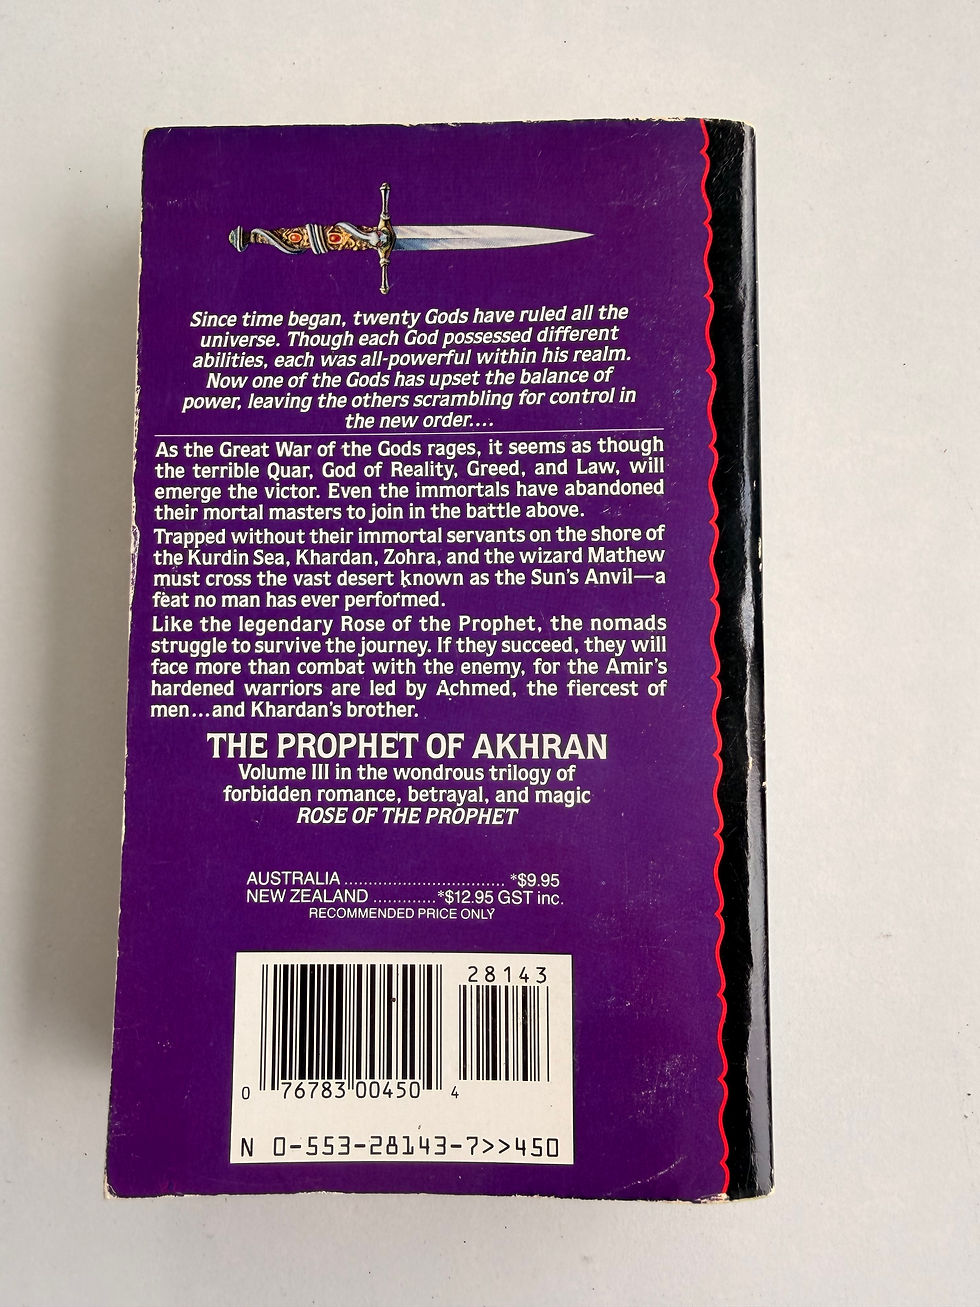 Since time began, twenty Gods have ruled all the
universe. Though each God possessed different
abilities, each was all-powerful within his realm.
Now one of the Gods has upset the balance of
power, leaving the others scrambling for control in
the new order....
As the Great War of the Gods rages, it seems as though
the terrible Quar, God of Reality, Greed, and Law, will
emerge the victor. Even the immortals have abandoned
their mortal masters to join in the battle above.
Trapped without their immortal servants on the shore of
the Kurdin Sea, Khardan, Zohra, and the wizard Mathew
must cross the vast desert known as the Sun's Anvil—a
feat no man has ever performed.
Like the legendary Rose of the Prophet, the nomads
struggle to survive the journey. If they succeed, they will
face more than combat with the enemy, for the Amir's
hardened warriors are led by Achmed, the fiercest of
men...and Khardan's brother.
THE PROPHET OF AKHRAN
Volume III in the wondrous trilogy of
forbidden romance, betrayal, and magic
ROSE OF THE PROPHET
AUSTRALIA .................................. *$9.95
NEW ZEALAND .............*$12.95 GST inc.
RECOMMENDED PRICE ONLY
28143
0 76783 00450 4
N 0-553-28143-7>>450